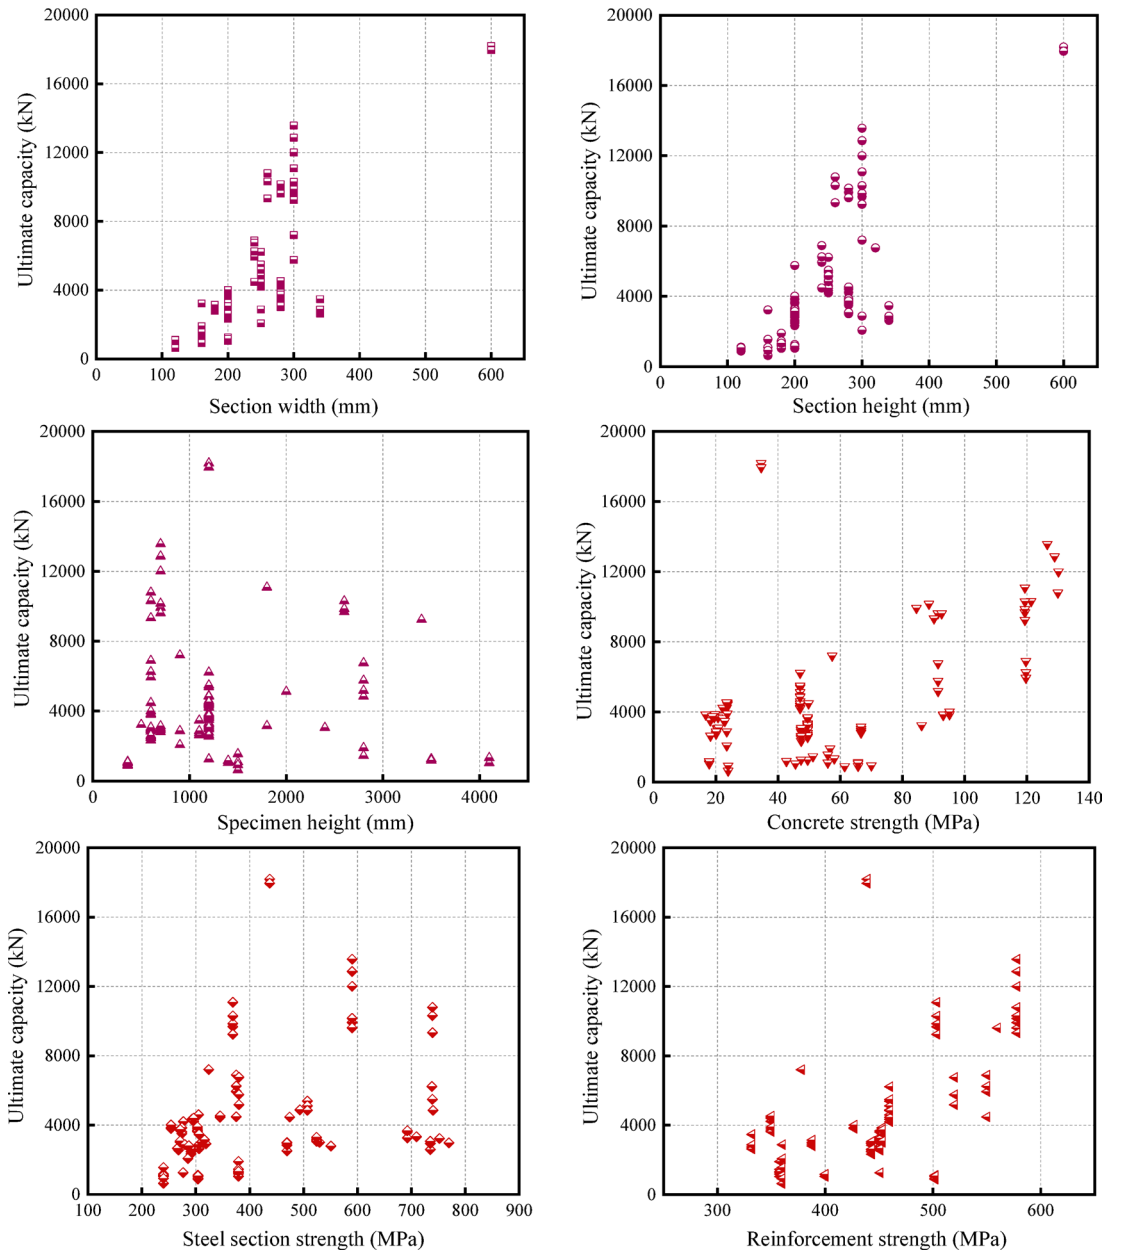 20000
16000
12000
8000
4000
0
Ultimate capacity (kN)
0 100 200 300 400 500 600
Section width (mm)
20000
16000
12000
8000
4000
0
Ultimate capacity (kN)
0 100 200 300 400 500 600
Section height (mm)
20000
16000
12000
8000
4000
0
Ultimate capacity (kN)
0 1000 2000 3000 4000
Specimen height (mm)
20000
16000
12000
8000
4000
0
Ultimate capacity (kN)
0 20 40 60 80 100 120 140
Concrete strength (MPa)
20000
16000
12000
8000
4000
0
Ultimate capacity (kN)
100 200 300 400 500 600 700 800 900
Steel section strength (MPa)
20000
16000
12000
8000
4000
0
Ultimate capacity (kN)
300 400 500 600
Reinforcement strength (MPa)